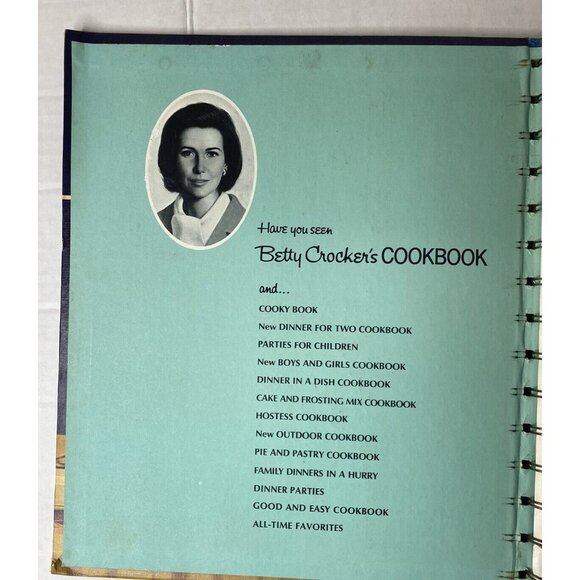 Have you seen
Betty Crocker's COOKBOOK
and...
COOKY BOOK
New DINNER FOR TWO COOKBOOK
PARTIES FOR CHILDREN
New BOYS AND GIRLS COOKBOOK
DINNER IN A DISH COOKBOOK
CAKE AND FROSTING MIX COOKBOOK
HOSTESS COOKBOOK
New OUTDOOR COOKBOOK
PIE AND PASTRY COOKBOOK
FAMILY DINNERS IN A HURRY
DINNER PARTIES
GOOD AND EASY COOKBOOK
ALL-TIME FAVORITES